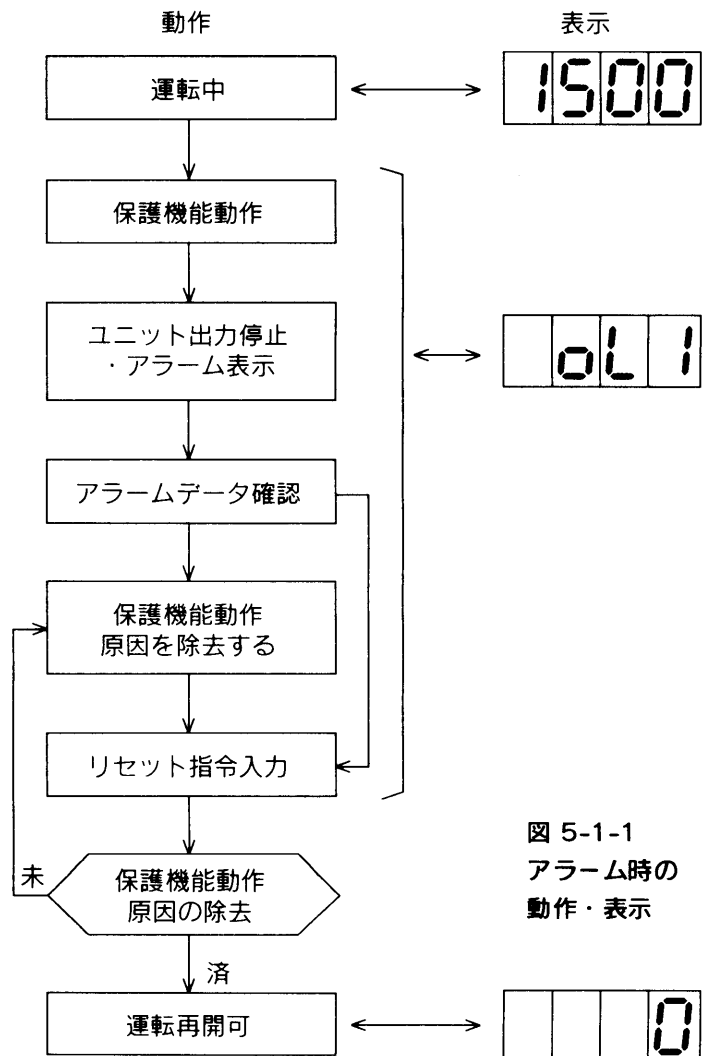 動作
表示
運転中
1500
保護機能動作
ユニット出力停止
・アラーム表示
oL 1
アラームデータ確認
保護機能動作
原因を除去する
リセット指令入力
図 5-1-1
アラーム時の
動作・表示
未
保護機能動作
原因の除去
済
運転再開可
0